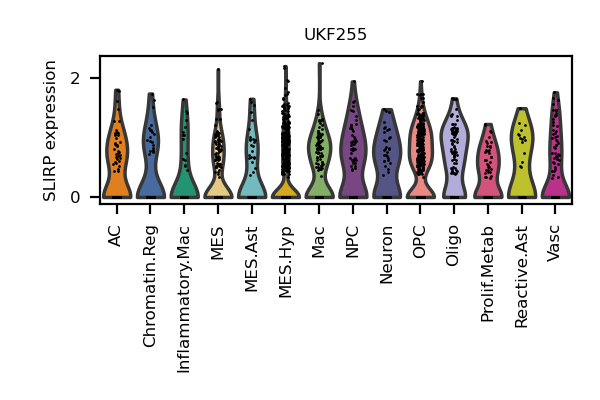 UKF255
SLIRP expression
2
0
AC
Chromatin.Reg
Inflammatory.Mac
MES
MES.Ast
MES.Hyp
Mac
NPC
Neuron
OPC
Oligo
Prolif.Metab
Reactive.Ast
Vasc